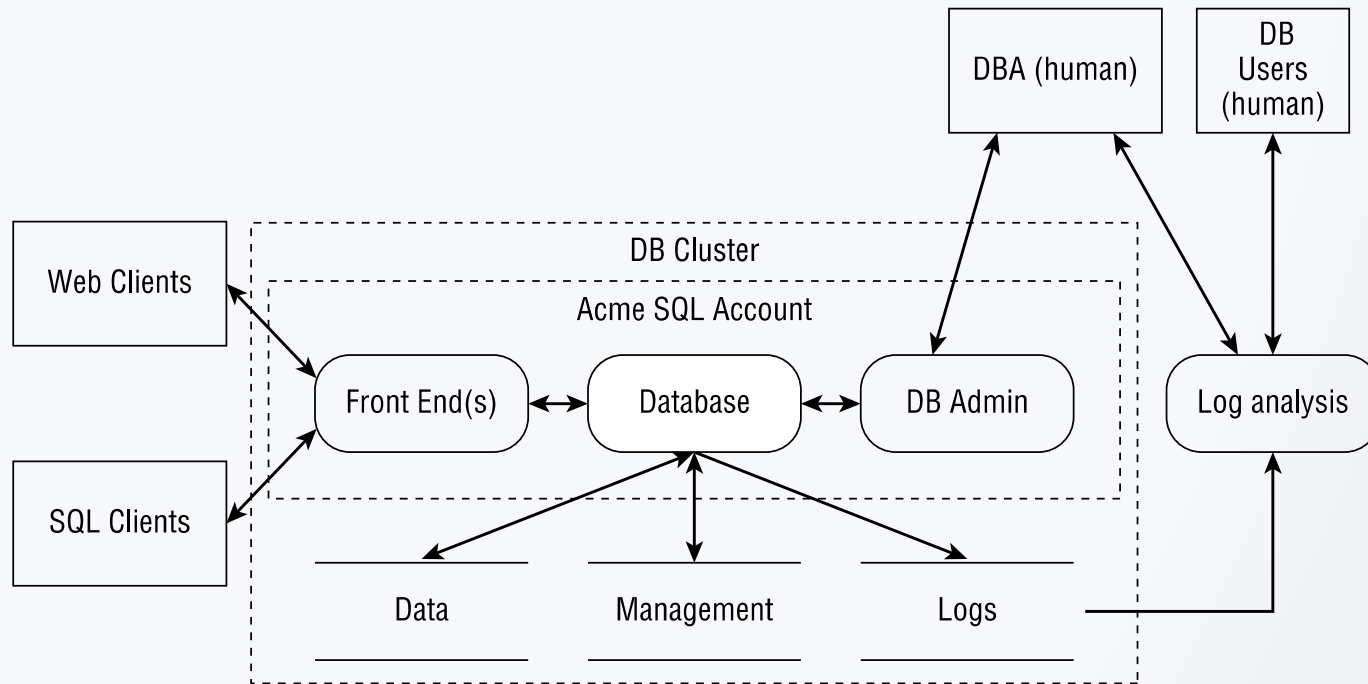 DBA (human)
DB
Users
(human)
DB Cluster
Web Clients
Acme SQL Account
Front End(s)
Database
DB Admin
Log analysis
SQL Clients
Data
Management
Logs